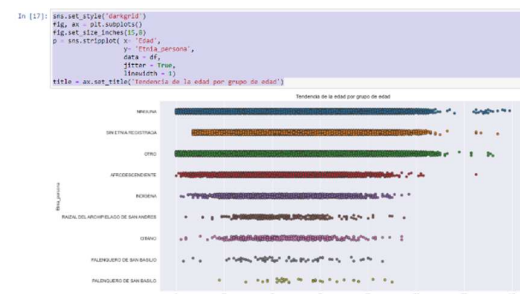 In [17]: sns.set_style('darkgrid')
fig, ax = plt.subplots()
fig.set_size_inches(15,8)
p = sns.stripplot( x= 'Edad',
y= 'Etnia_persona',
data = df,
jitter = True,
linewidth = 1)
title = ax.set_title('Tendencia de la edad por grupo de edad')
Tendencias de la edad por grupo de edad
NINGUNA
SIN ETNIA REGISTRADA
OTRO
AFRODESCENDIENTE
INDIGENA
RAIZAL DEL ARCHIPIELAGO DE SAN ANDRES
GITANO
PALENQUERO DE SAN BASILIO
PALENQUERO DE SAN BASILO
Etnia_persona